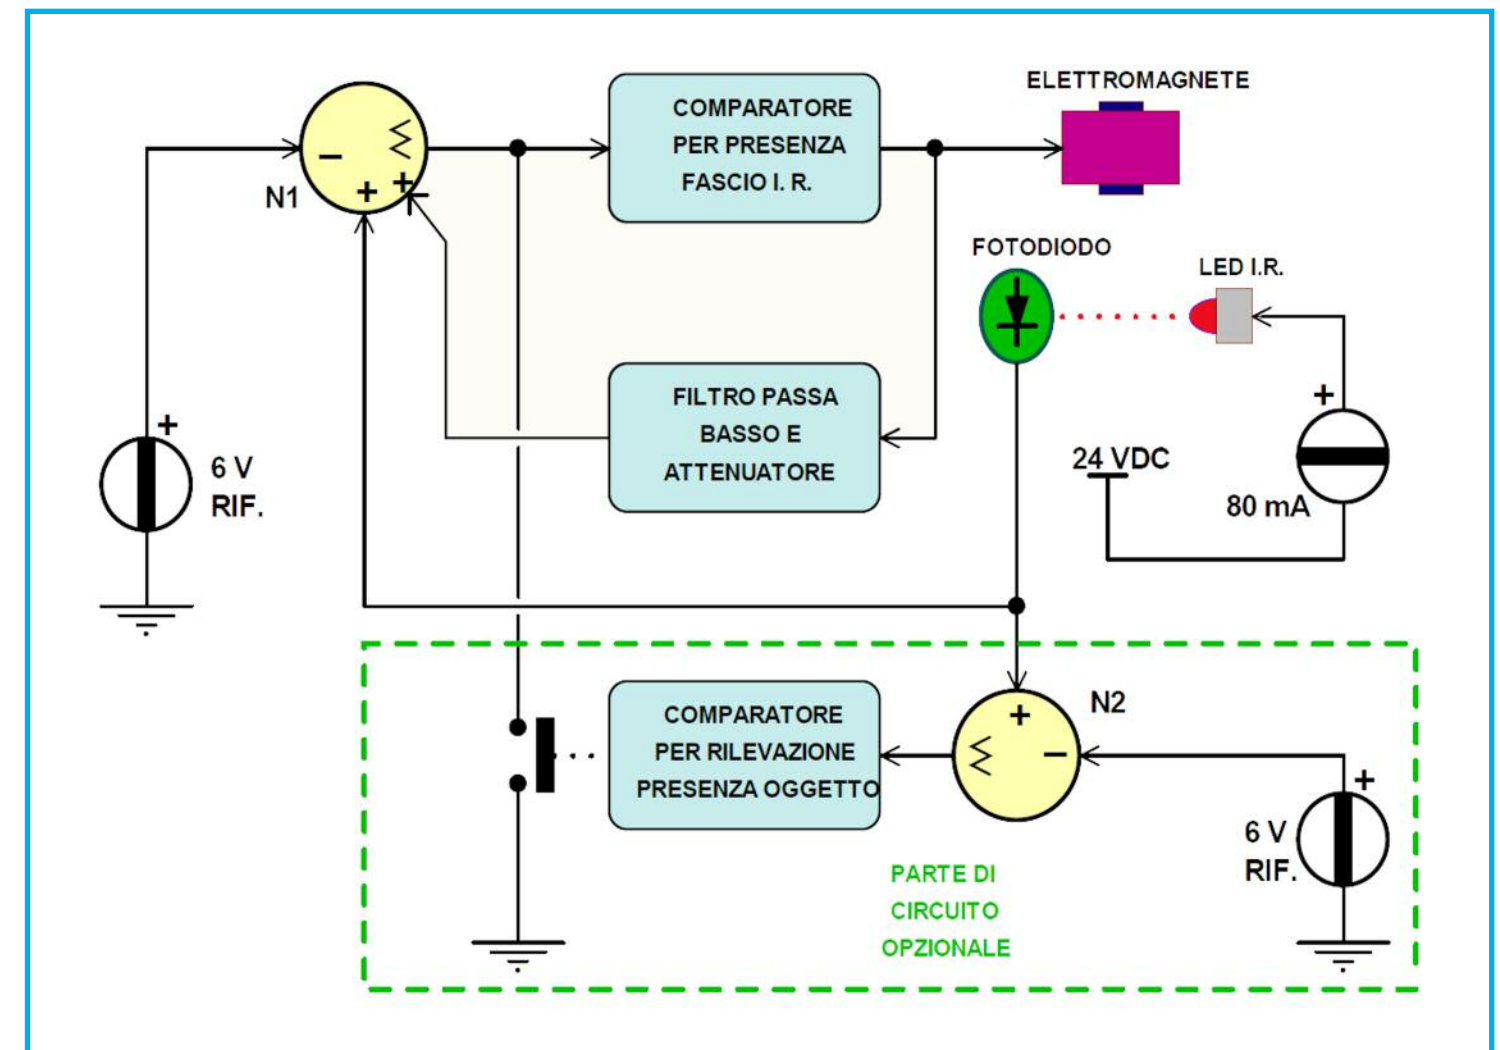 ELETTROMAGNETE
COMPARATORE
PER PRESENZA
FASCIO I. R.
−
+
+
N1
FOTODIODO
LED I.R.
FILTRO PASSA
BASSO E
ATTENUATORE
+
6 V
RIF.
+
24 VDC
80 mA
COMPARATORE
PER RILEVAZIONE
PRESENZA OGGETTO
+
−
N2
+
6 V
RIF.
PARTE DI
CIRCUITO
OPZIONALE